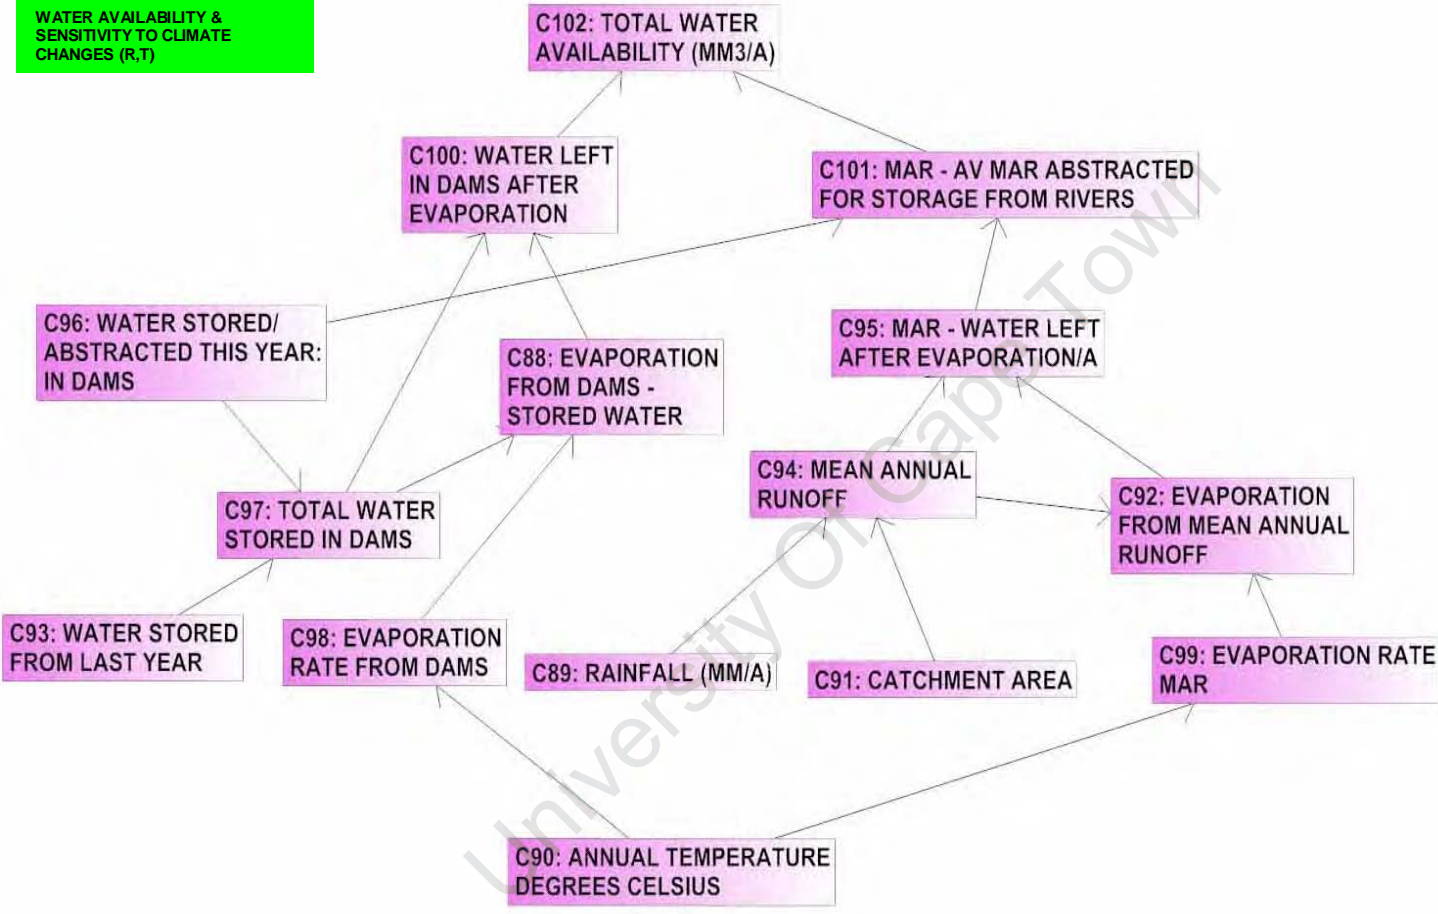 WATER AVAILABILITY &
SENSITIVITY TO CLIMATE
CHANGES (R,T)
C102: TOTAL WATER
AVAILABILITY (MM3/A)
C100: WATER LEFT
IN DAMS AFTER
EVAPORATION
C101: MAR - AV MAR ABSTRACTED
FOR STORAGE FROM RIVERS
C96: WATER STORED/
ABSTRACTED THIS YEAR:
IN DAMS
C88: EVAPORATION
FROM DAMS -
STORED WATER
C95: MAR - WATER LEFT
AFTER EVAPORATION/A
C94: MEAN ANNUAL
RUNOFF
C92: EVAPORATION
FROM MEAN ANNUAL
RUNOFF
C97: TOTAL WATER
STORED IN DAMS
C93: WATER STORED
FROM LAST YEAR
C98: EVAPORATION
RATE FROM DAMS
C89: RAINFALL (MM/A)
C91: CATCHMENT AREA
C99: EVAPORATION RATE
MAR
C90: ANNUAL TEMPERATURE
DEGREES CELSIUS
University Of Cape Town